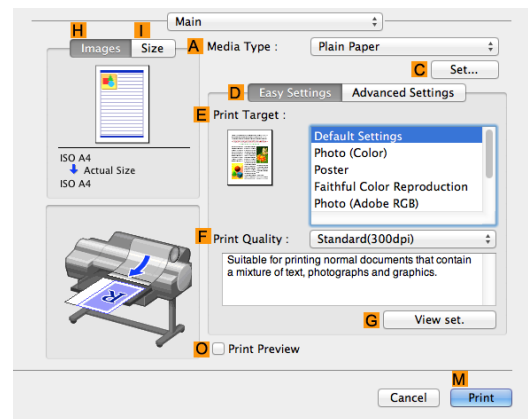 Main
H
I
Images
Size
A
Media Type :
Plain Paper
C
Set...
D
Easy Settings
Advanced Settings
E
Print Target :
Default Settings
Photo (Color)
Poster
Faithful Color Reproduction
Photo (Adobe RGB)
ISO A4
Actual Size
ISO A4
F
Print Quality :
Standard(300dpi)
Suitable for printing normal documents that contain
a mixture of text, photographs and graphics.
R
G
View set.
O
Print Preview
M
Cancel
Print